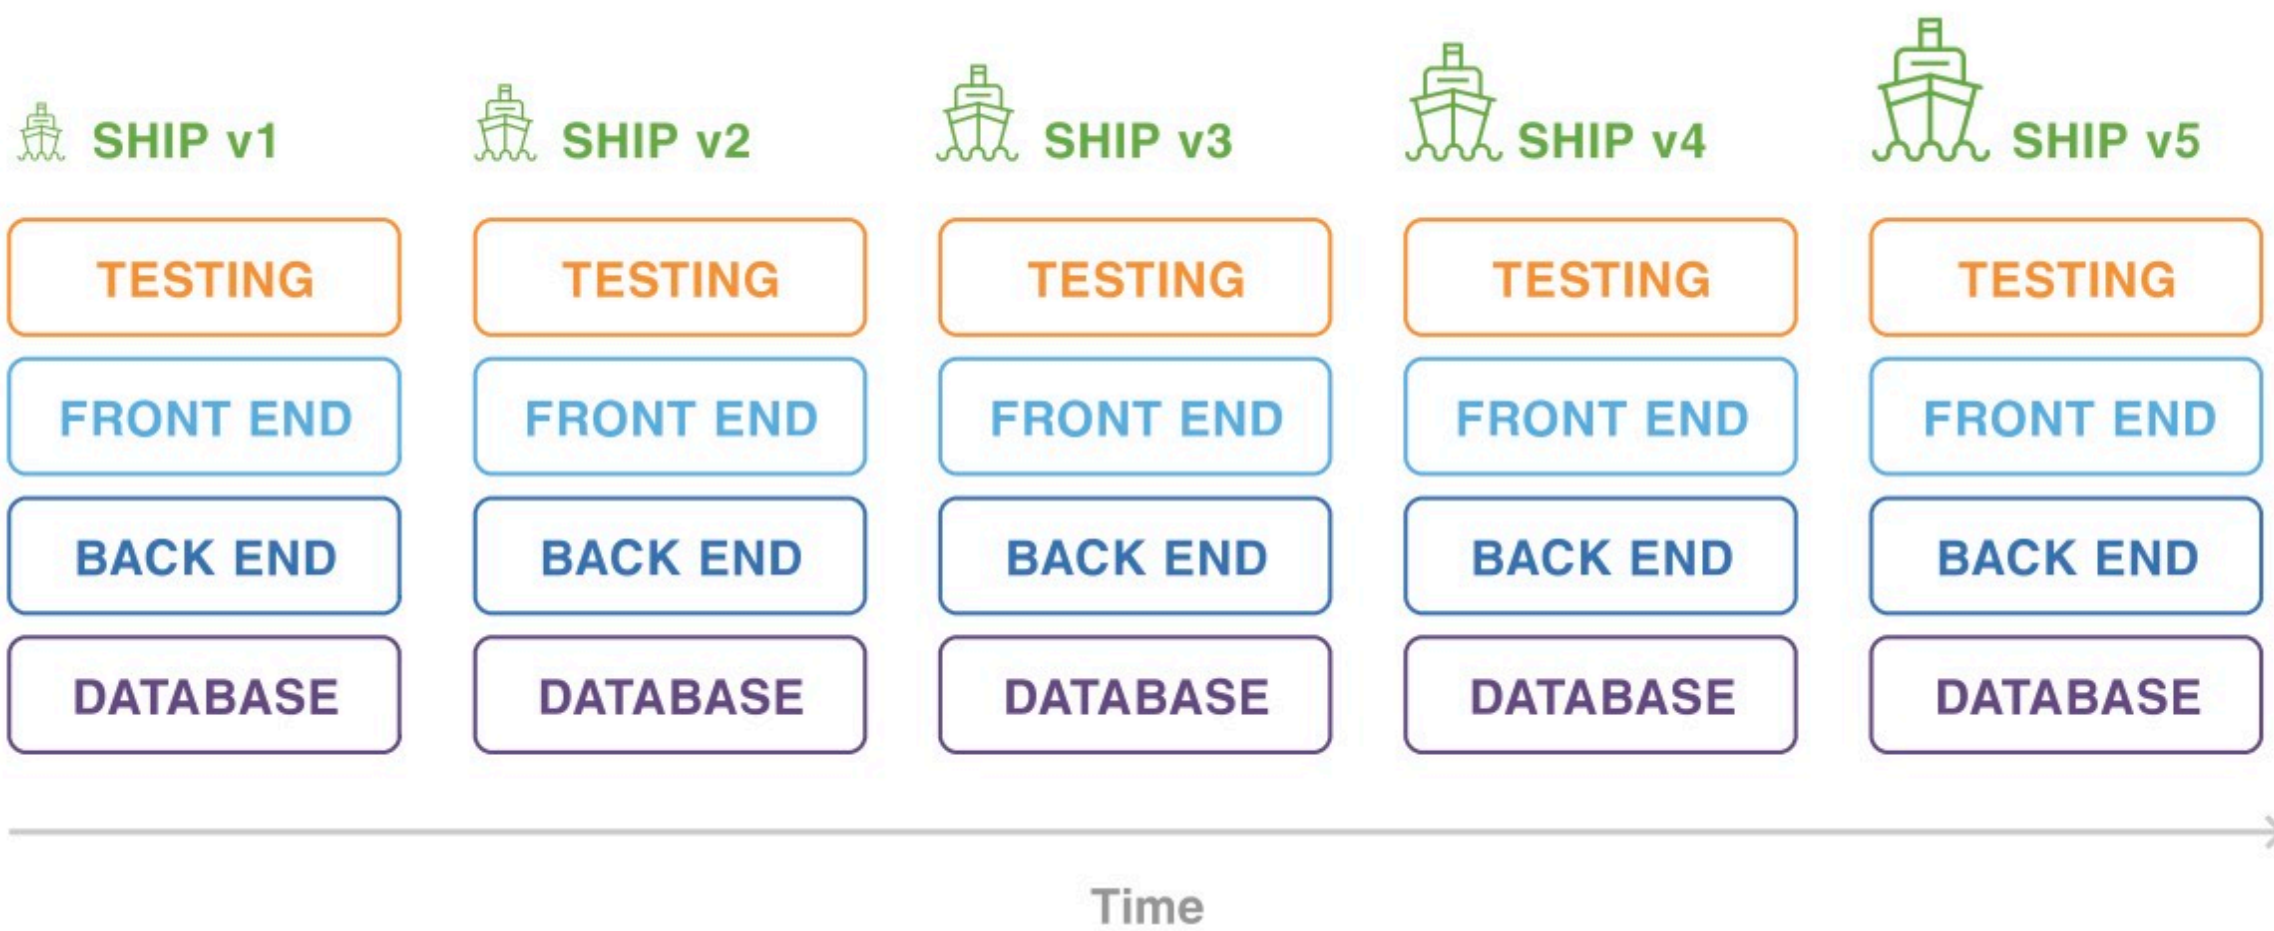 SHIP v1 SHIP v2 SHIP v3 SHIP v4 SHIP v5
TESTING TESTING TESTING TESTING TESTING
FRONT END FRONT END FRONT END FRONT END FRONT END
BACK END BACK END BACK END BACK END BACK END
DATABASE DATABASE DATABASE DATABASE DATABASE
Time